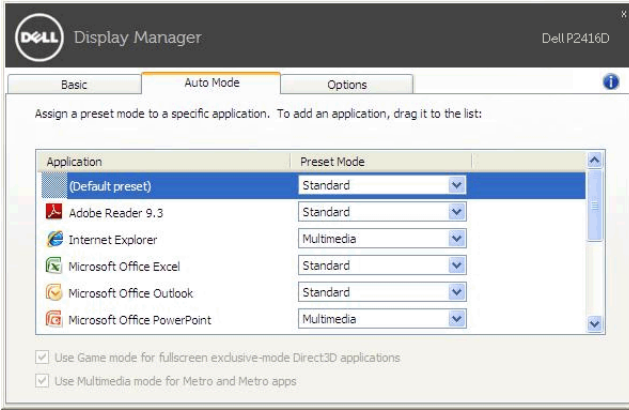 x
DELL Display Manager Dell P2416D
Basic Auto Mode Options i
Assign a preset mode to a specific application. To add an application, drag it to the list:
Application Preset Mode
(Default preset) Standard
Adobe Reader 9.3 Standard
Internet Explorer Multimedia
Microsoft Office Excel Standard
Microsoft Office Outlook Standard
Microsoft Office PowerPoint Multimedia
Use Game mode for fullscreen exclusive-mode Direct3D applications
Use Multimedia mode for Metro and Metro apps